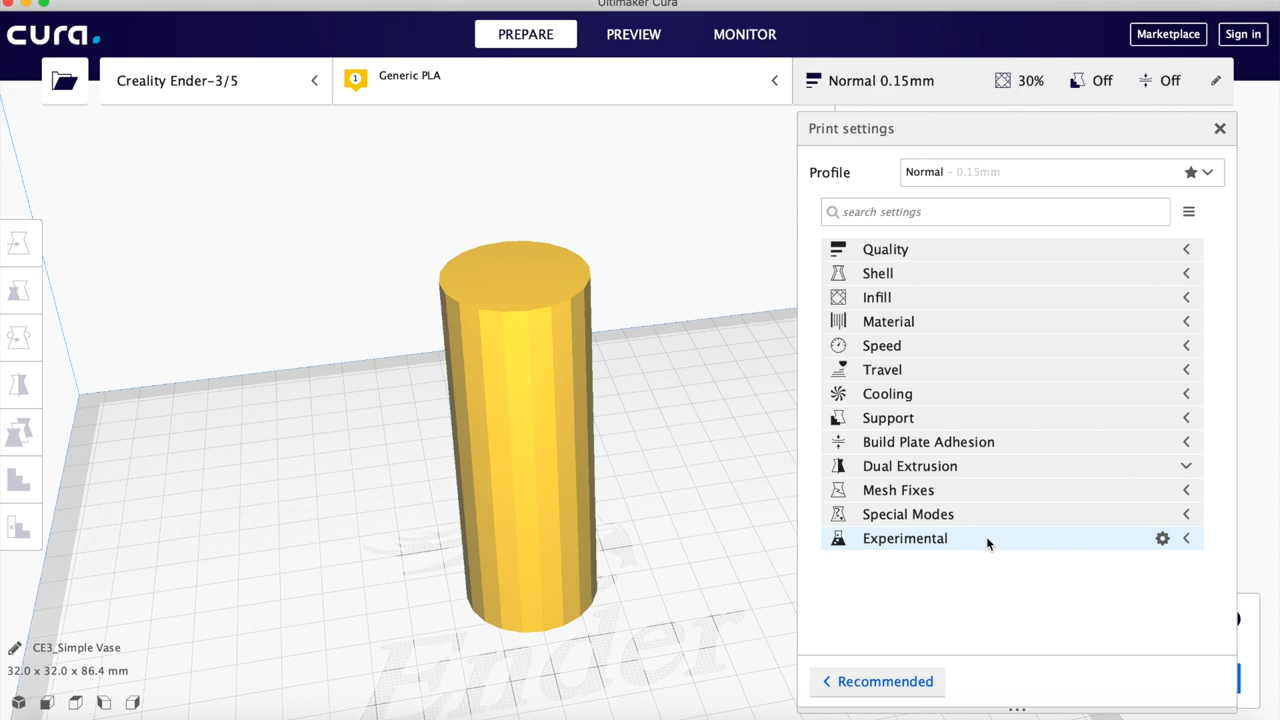 Ultimaker Cura
cura.
PREPARE
PREVIEW
MONITOR
Marketplace
Sign in
Creality Ender-3/5
1
Generic PLA
Normal 0.15mm
30%
Off
Off
Print settings
Profile
Normal – 0.15mm
search settings
Quality
Shell
Infill
Material
Speed
Travel
Cooling
Support
Build Plate Adhesion
Dual Extrusion
Mesh Fixes
Special Modes
Experimental
Recommended
Ender
CE3_Simple Vase
32.0 x 32.0 x 86.4 mm